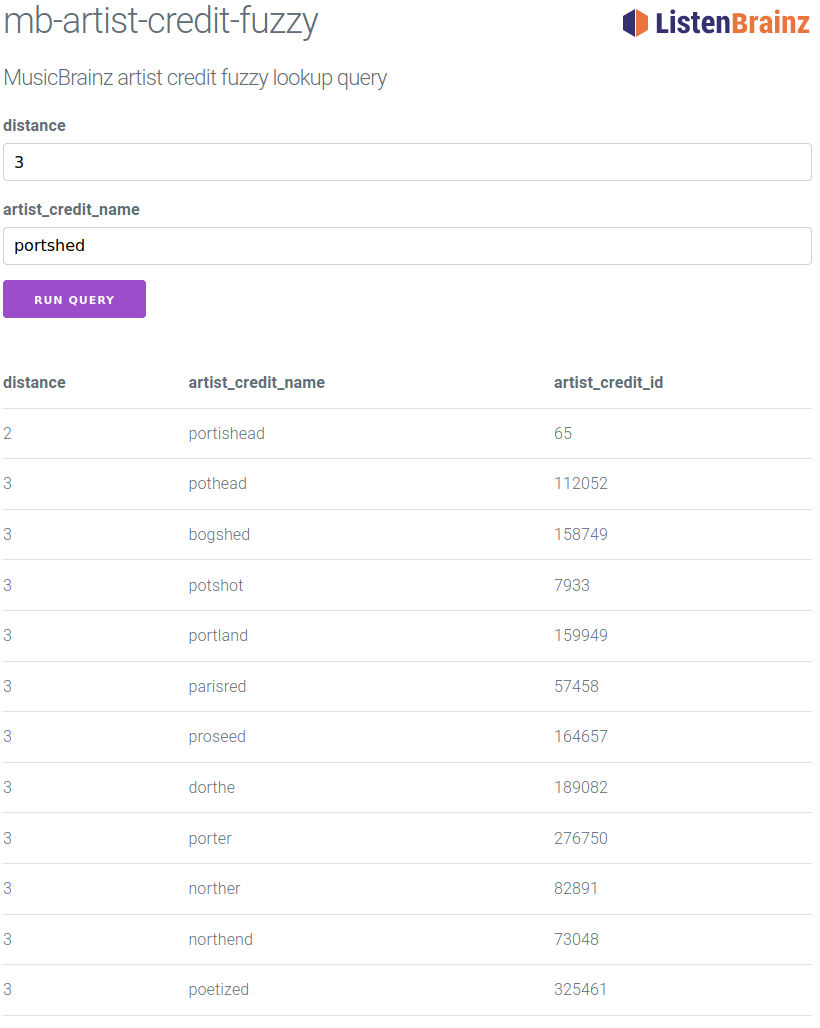 mb-artist-credit-fuzzy
ListenBrainz
MusicBrainz artist credit fuzzy lookup query
distance
3
artist_credit_name
portshed
RUN QUERY
distance artist_credit_name artist_credit_id
2 portishead 65
3 pothead 112052
3 bogshed 158749
3 potshot 7933
3 portland 159949
3 parisred 57458
3 proseed 164657
3 dorthe 189082
3 porter 276750
3 norther 82891
3 northend 73048
3 poetized 325461